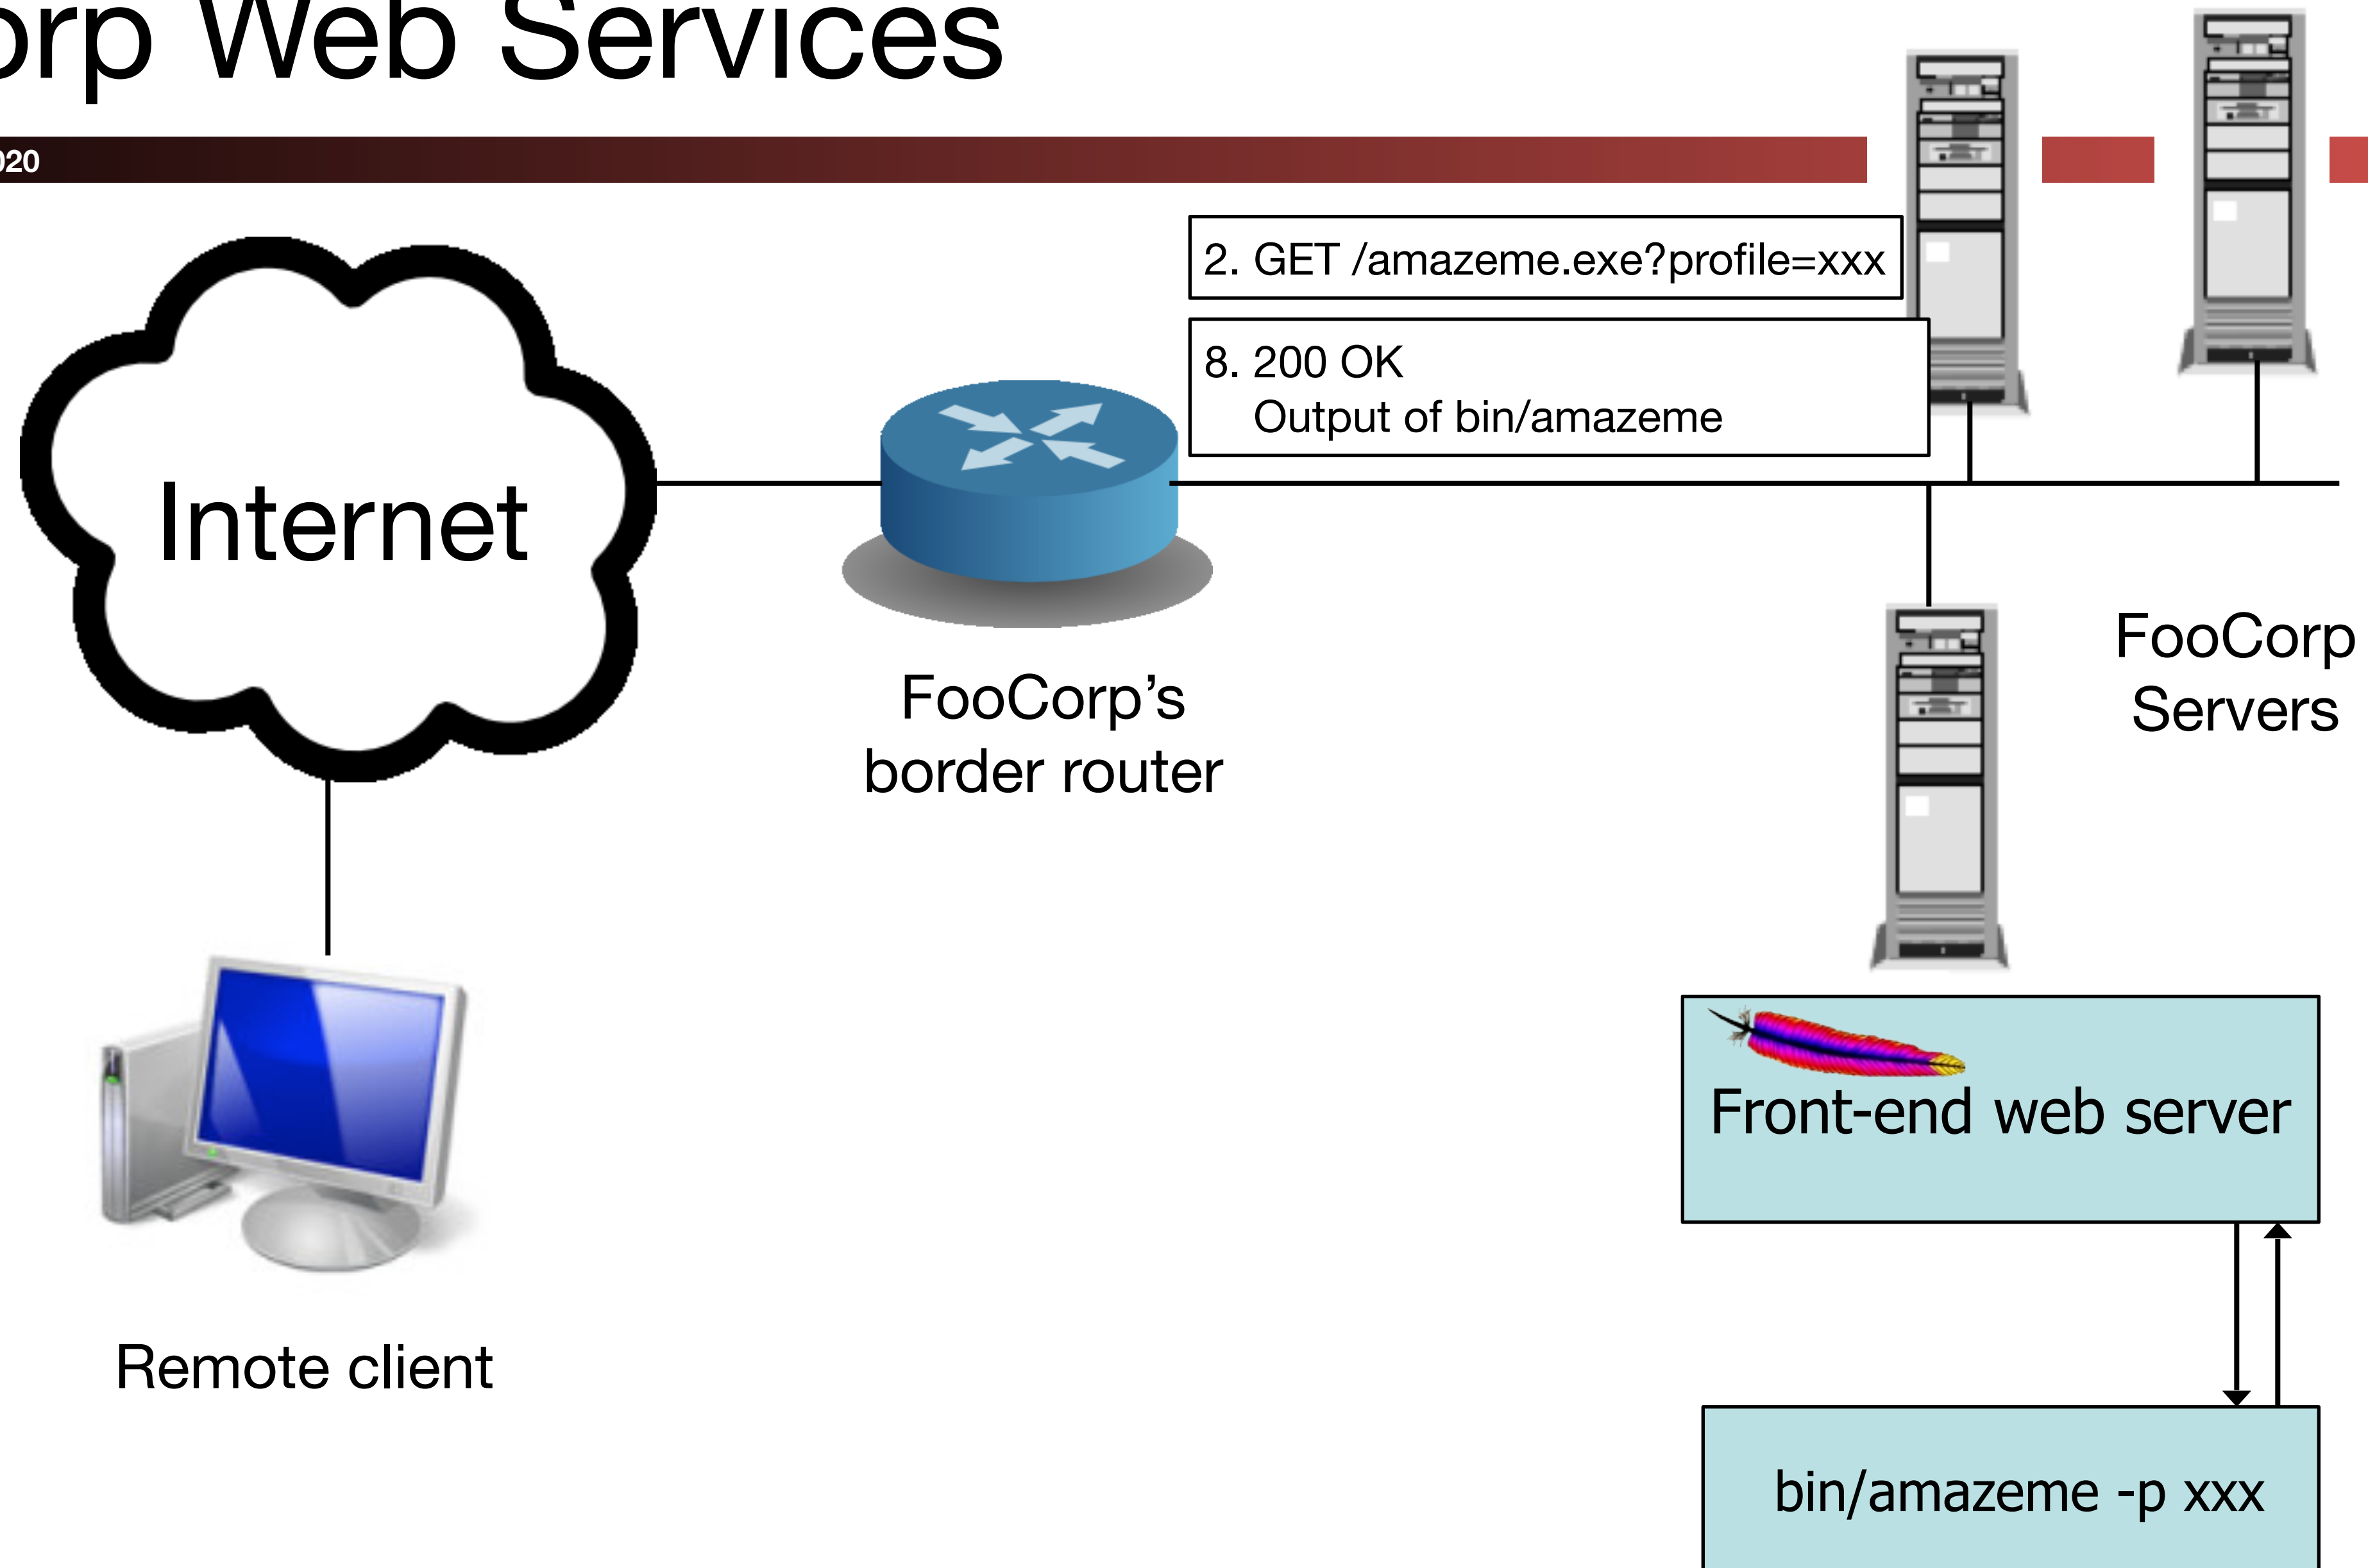 orp Web Services
020
2. GET /amazeme.exe?profile=xxx
8. 200 OK
Output of bin/amazeme
Internet
FooCorp’s
border router
FooCorp
Servers
Front-end web server
Remote client
bin/amazeme -p xxx